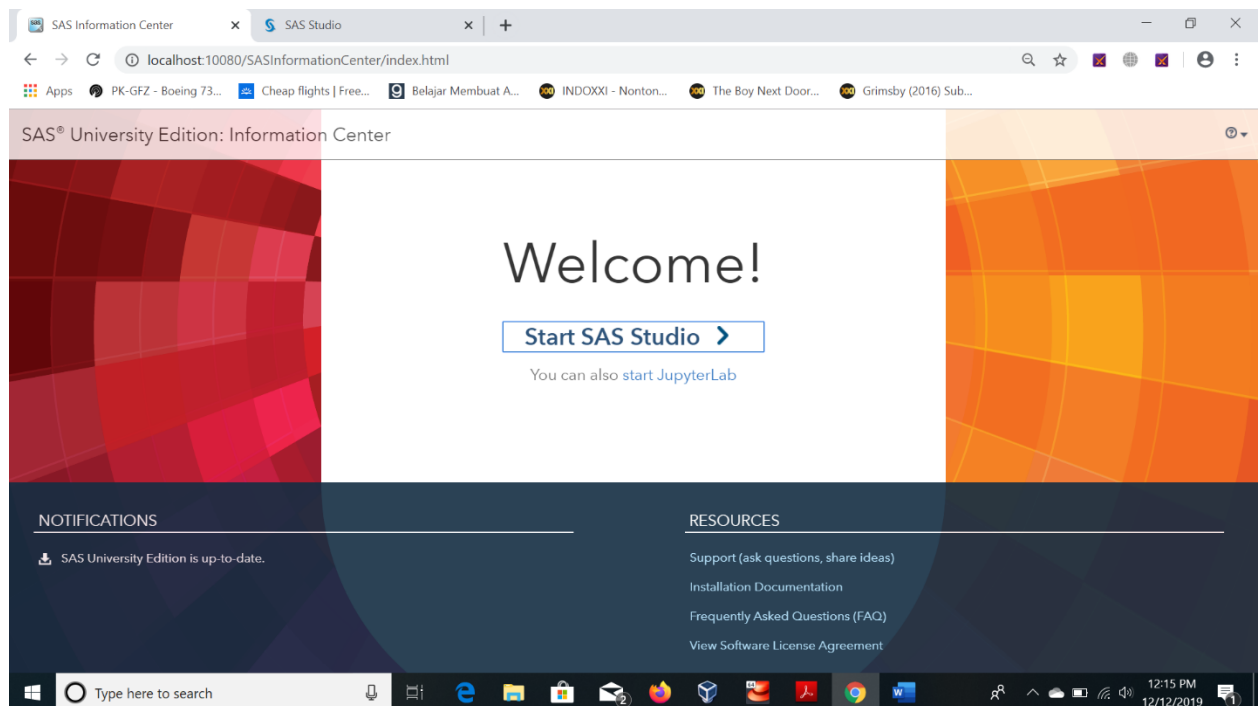 SAS Information Center
SAS Studio
localhost:10080/SASInformationCenter/index.html
Apps PK-GFZ - Boeing 73... Cheap flights | Free... Belajar Membuat A... INDOXXI - Nonton... The Boy Next Door... Grimsby (2016) Sub...
SAS® University Edition: Information Center
Welcome!
Start SAS Studio
You can also start JupyterLab
NOTIFICATIONS
SAS University Edition is up-to-date.
RESOURCES
Support (ask questions, share ideas)
Installation Documentation
Frequently Asked Questions (FAQ)
View Software License Agreement
Type here to search
12:15 PM
12/12/2019